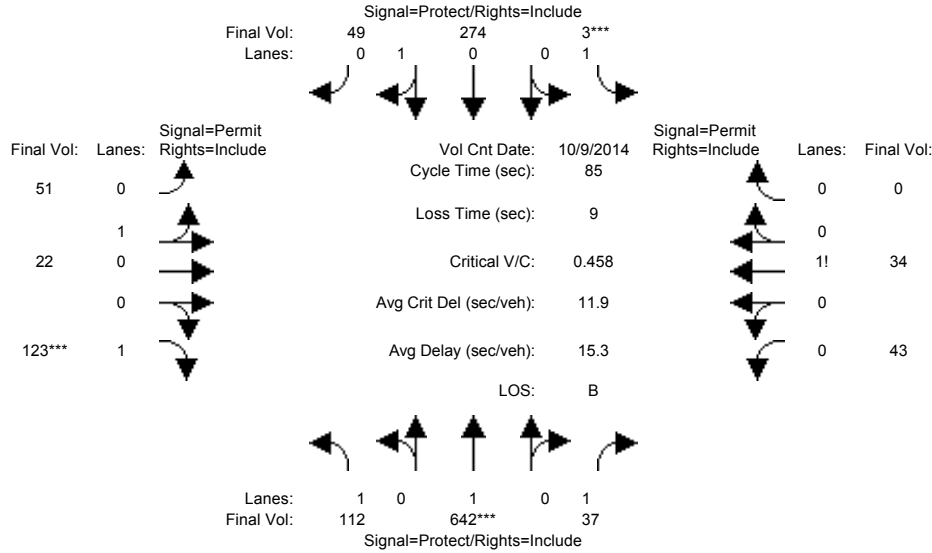 Signal=Protect/Rights=Include
Final Vol: 49 274 3***
Lanes: 0 1 0 0 1
Signal=Permit Signal=Permit
Final Vol: Lanes: Rights=Include Vol Cnt Date: 10/9/2014 Rights=Include Lanes: Final Vol:
Cycle Time (sec): 85
51 0 0 0
Loss Time (sec): 9
1 0
22 0 Critical V/C: 0.458 1! 34
0 Avg Crit Del (sec/veh): 11.9 0
123*** 1 Avg Delay (sec/veh): 15.3 0 43
LOS: B
Lanes: 1 0 1 0 1
Final Vol: 112 642*** 37
Signal=Protect/Rights=Include